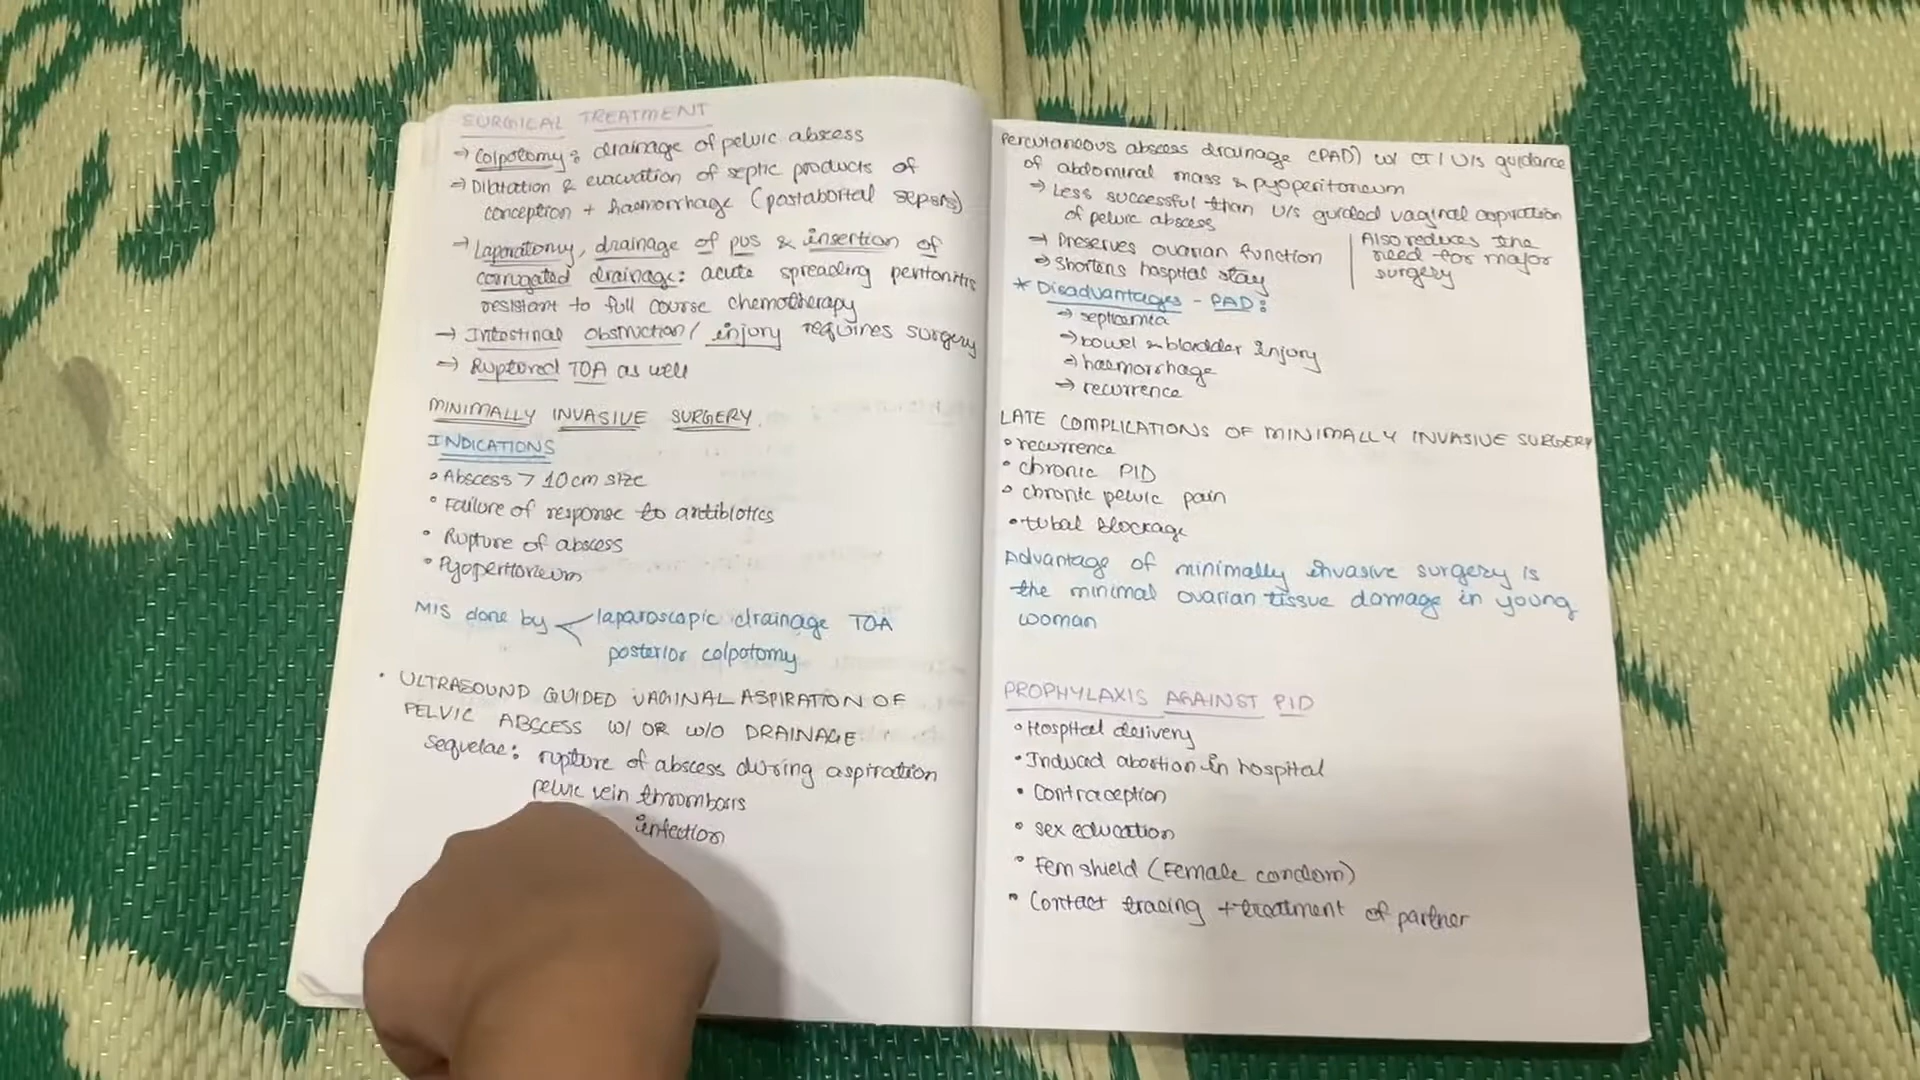 SURGICAL TREATMENT
→ Colpotomy: drainage of pelvic abscess
→ Dilatation & evacuation of septic products of
conception + haemorrhage (postabortal sepsis)
→ Laparatomy, drainage of pus & insertion of
corrugated drainage: acute spreading peritonitis
resistant to full course chemotherapy
→ Intestinal obstruction/ injury requires surgery
→ Ruptured TOA as well
MINIMALLY INVASIVE SURGERY
INDICATIONS
• Abscess > 10cm size
• Failure of response to antibiotics
• Rupture of abscess
• Pyoperitoneum
MIS done by < laparoscopic drainage TOA
posterior colpotomy
• ULTRASOUND GUIDED VAGINAL ASPIRATION OF
PELVIC ABSCESS W/ OR W/O DRAINAGE
Sequelae: rupture of abscess during aspiration
pelvic vein thrombosis
infection
Percutaneous abscess drainage (PAD) w/ CT/ U/s guidance
of abdominal mass & pyoperitoneum
→ Less successful than U/s guided vaginal aspiration
of pelvic abscess
→ Preserves ovarian function
→ Shortens hospital stay
Also reduces the
need for major
surgery
* Disadvantages - PAD:
→ septicemia
→ bowel & bladder injury
→ haemorrhage
→ recurrence
LATE COMPLICATIONS OF MINIMALLY INVASIVE SURGERY
• recurrence
• chronic PID
• chronic pelvic pain
• tubal blockage
Advantage of minimally invasive surgery is
the minimal ovarian tissue damage in young
woman
PROPHYLAXIS AGAINST PID
• Hospital delivery
• Induced abortion in hospital
• Contraception
• sex education
• Fem shield (Female condom)
• Contact tracing + treatment of partner